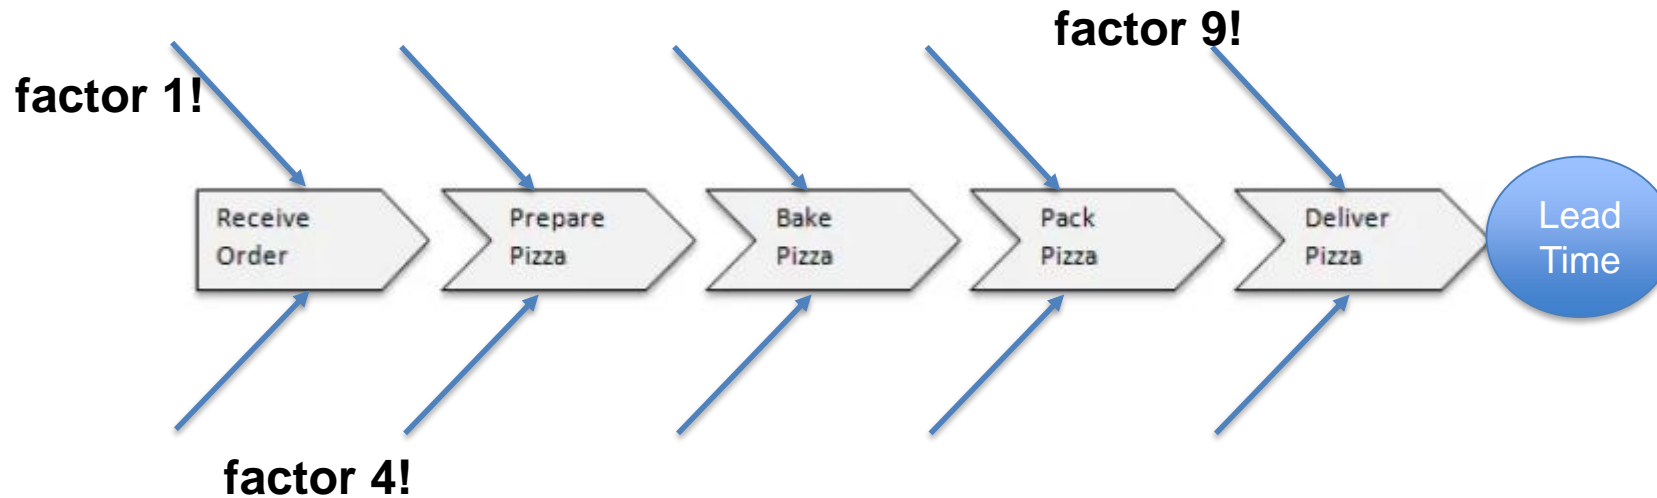 factor 9!
factor 1!
Receive
Order
Prepare
Pizza
Bake
Pizza
Pack
Pizza
Deliver
Pizza
Lead
Time
factor 4!